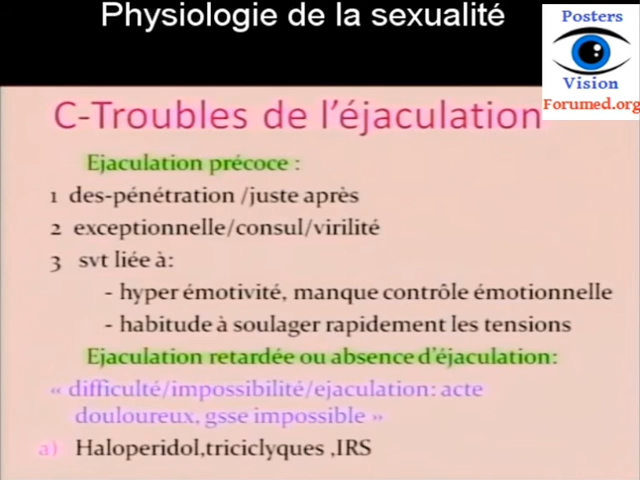 Physiologie de la sexualité
Posters
Vision
Forumed.org
C-Troubles de l'éjaculation
Ejaculation précoce :
1 des-pénétration /juste après
2 exceptionnelle/consul/virilité
3 svt liée à:
- hyper émotivité, manque contrôle émotionnelle
- habitude à soulager rapidement les tensions
Ejaculation retardée ou absence d'éjaculation:
« difficulté/impossibilité/ejaculation: acte
douloureux, gsse impossible »
a) Haloperidol,triciclyques ,IRS